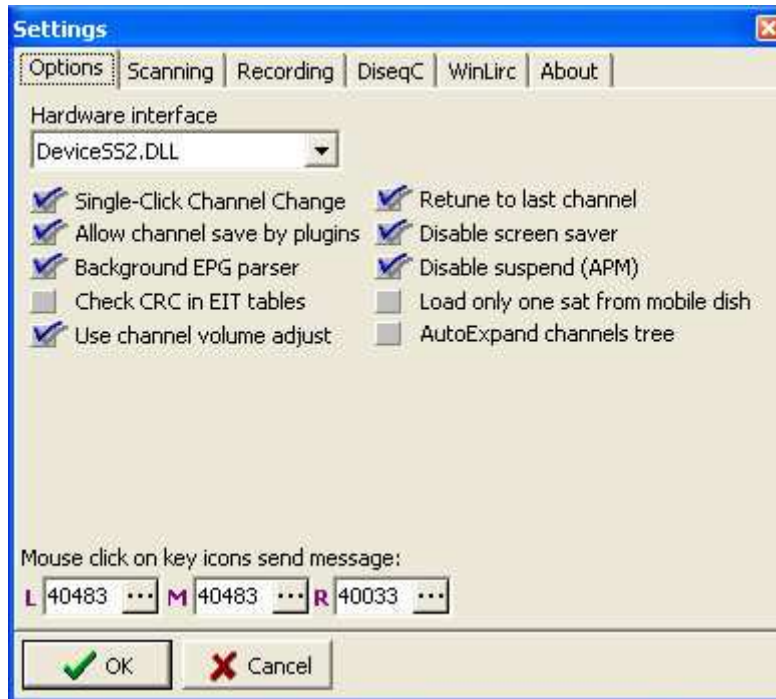 Settings
Options Scanning Recording DiseqC WinLirc About
Hardware interface
DeviceSS2.DLL
Single-Click Channel Change Retune to last channel
Allow channel save by plugins Disable screen saver
Background EPG parser Disable suspend (APM)
Check CRC in EIT tables Load only one sat from mobile dish
Use channel volume adjust AutoExpand channels tree
Mouse click on key icons send message:
L 40483 ... M 40483 ... R 40033 ...
OK Cancel